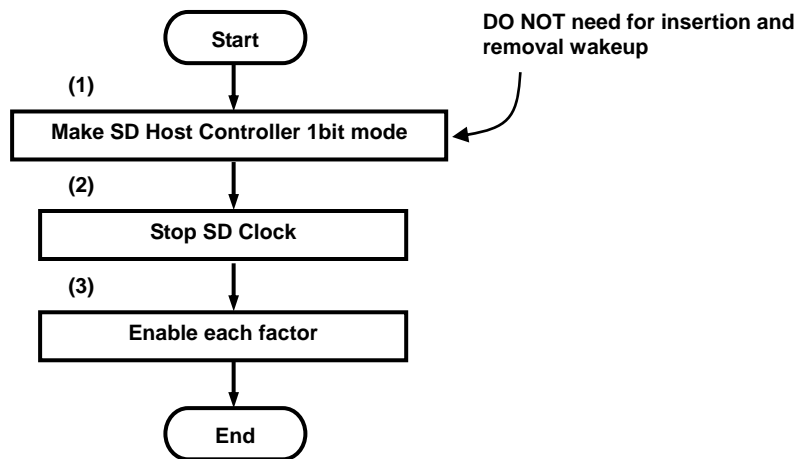 Start
DO NOT need for insertion and
removal wakeup
(1)
Make SD Host Controller 1bit mode
(2)
Stop SD Clock
(3)
Enable each factor
End